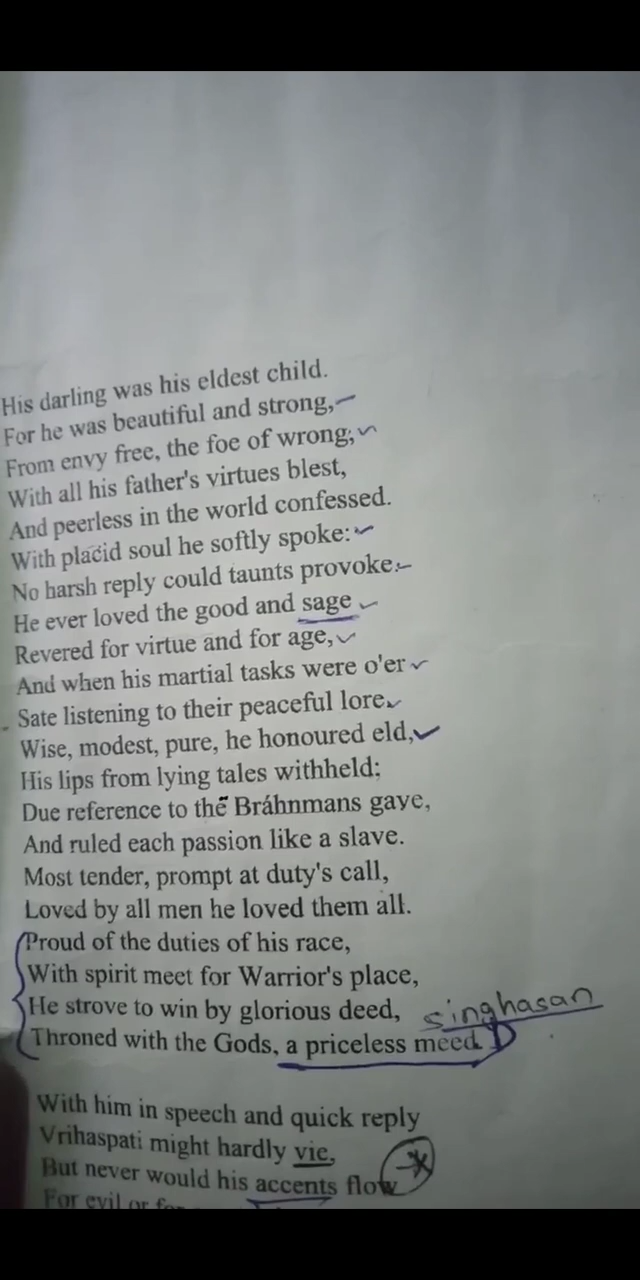 His darling was his eldest child.
For he was beautiful and strong,
From envy free, the foe of wrong;
With all his father's virtues blest,
And peerless in the world confessed.
With placid soul he softly spoke:
No harsh reply could taunts provoke.
He ever loved the good and sage
Revered for virtue and for age,
And when his martial tasks were o'er
Sate listening to their peaceful lore.
Wise, modest, pure, he honoured eld,
His lips from lying tales withheld;
Due reference to the Bráhnmans gave,
And ruled each passion like a slave.
Most tender, prompt at duty's call,
Loved by all men he loved them all.
Proud of the duties of his race,
With spirit meet for Warrior's place,
He strove to win by glorious deed, singhasan
Throned with the Gods, a priceless meed.
With him in speech and quick reply
Vrihaspati might hardly vie,
But never would his accents flow
For evil or